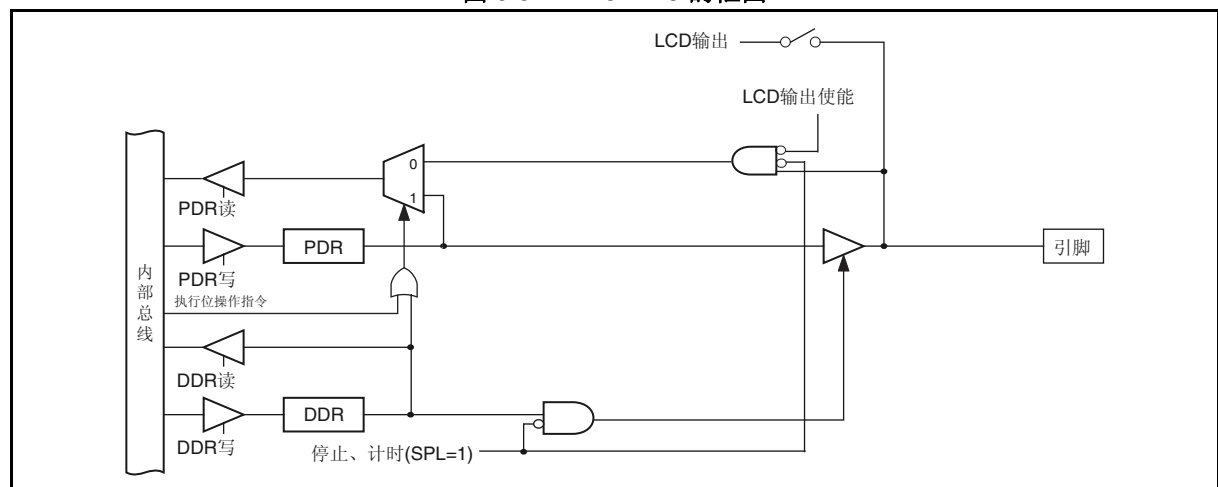 LCD输出
LCD输出使能
0
1
PDR读
PDR
引脚
PDR写
执行位操作指令
内部总线
DDR读
DDR
DDR写
停止、计时(SPL=1)